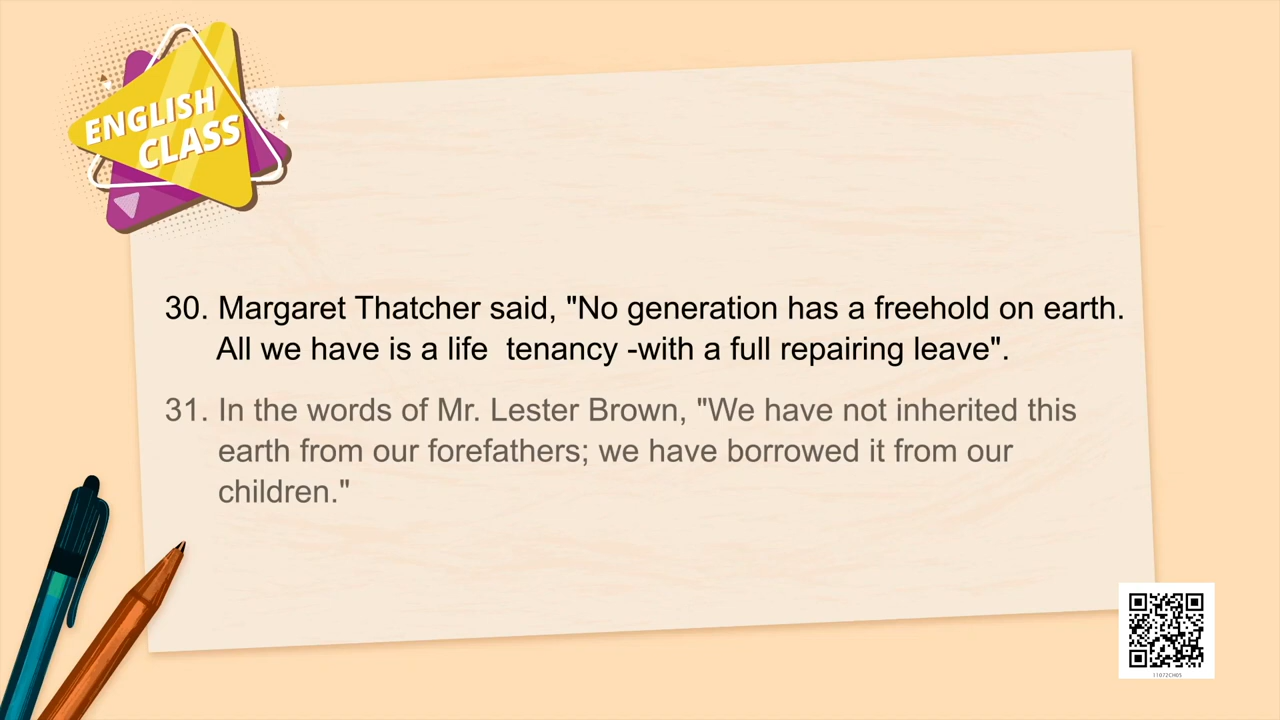 ENGLISH
CLASS
30. Margaret Thatcher said, "No generation has a freehold on earth.
All we have is a life  tenancy -with a full repairing leave".
31. In the words of Mr. Lester Brown, "We have not inherited this
earth from our forefathers; we have borrowed it from our
children."
11072CH05